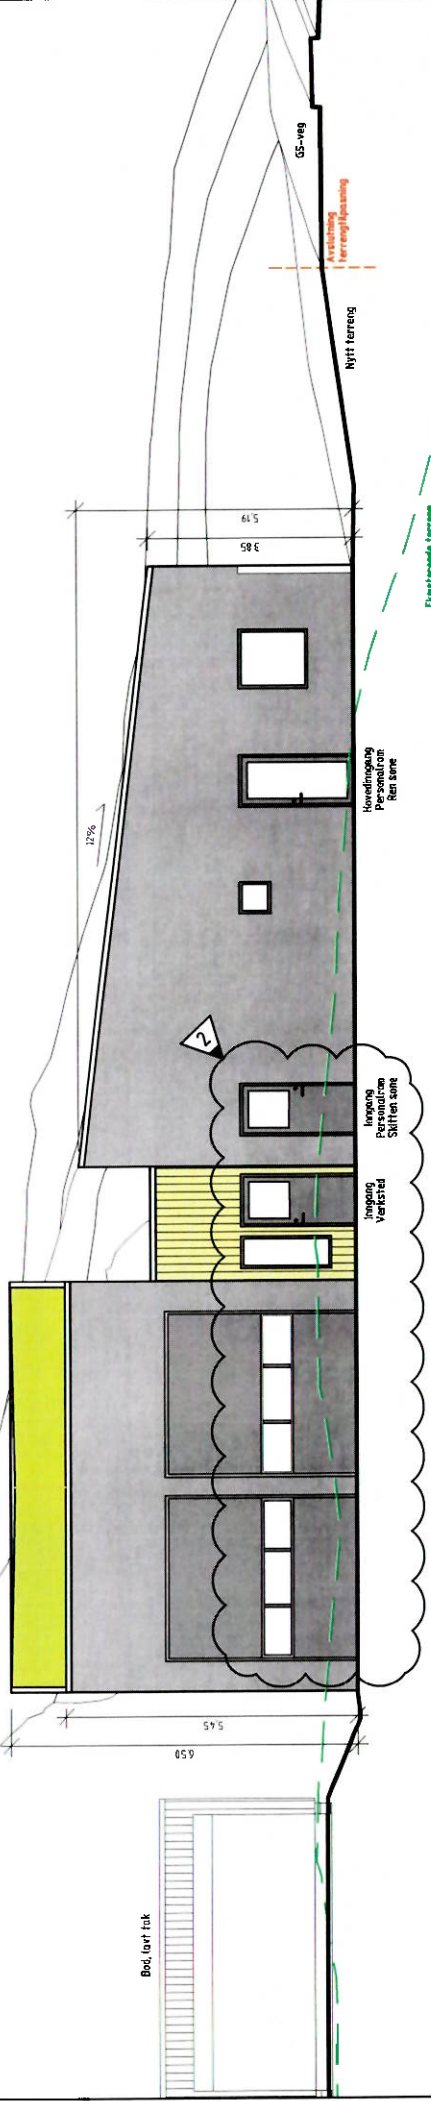 Bod, lavt tak
6.50
5,45
Inngang
Verksted
Inngang
Personalrom
Skitten sone
2
12%
Hovedinngang
Personalrom
Ren sone
3.85
5,19
Eksisterende terreng
Nytt terreng
Avslutning
terrengtilpasning
GS-veg